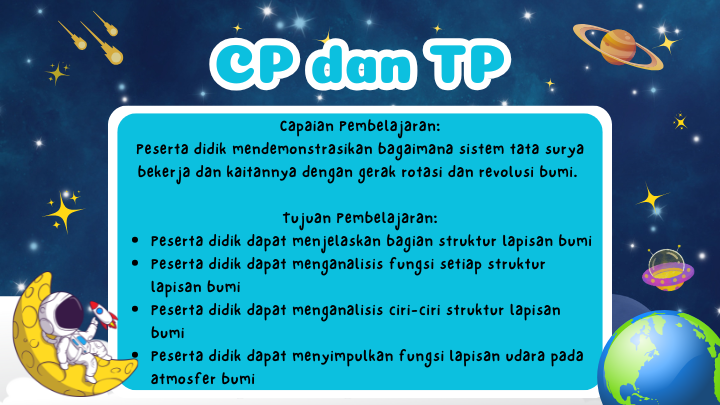 CP dan TP
Capaian Pembelajaran:
Peserta didik mendemonstrasikan bagaimana sistem tata surya
bekerja dan kaitannya dengan gerak rotasi dan revolusi bumi.
Tujuan Pembelajaran:
• Peserta didik dapat menjelaskan bagian struktur lapisan bumi
• Peserta didik dapat menganalisis fungsi setiap struktur
lapisan bumi
• Peserta didik dapat menganalisis ciri-ciri struktur lapisan
bumi
• Peserta didik dapat menyimpulkan fungsi lapisan udara pada
atmosfer bumi